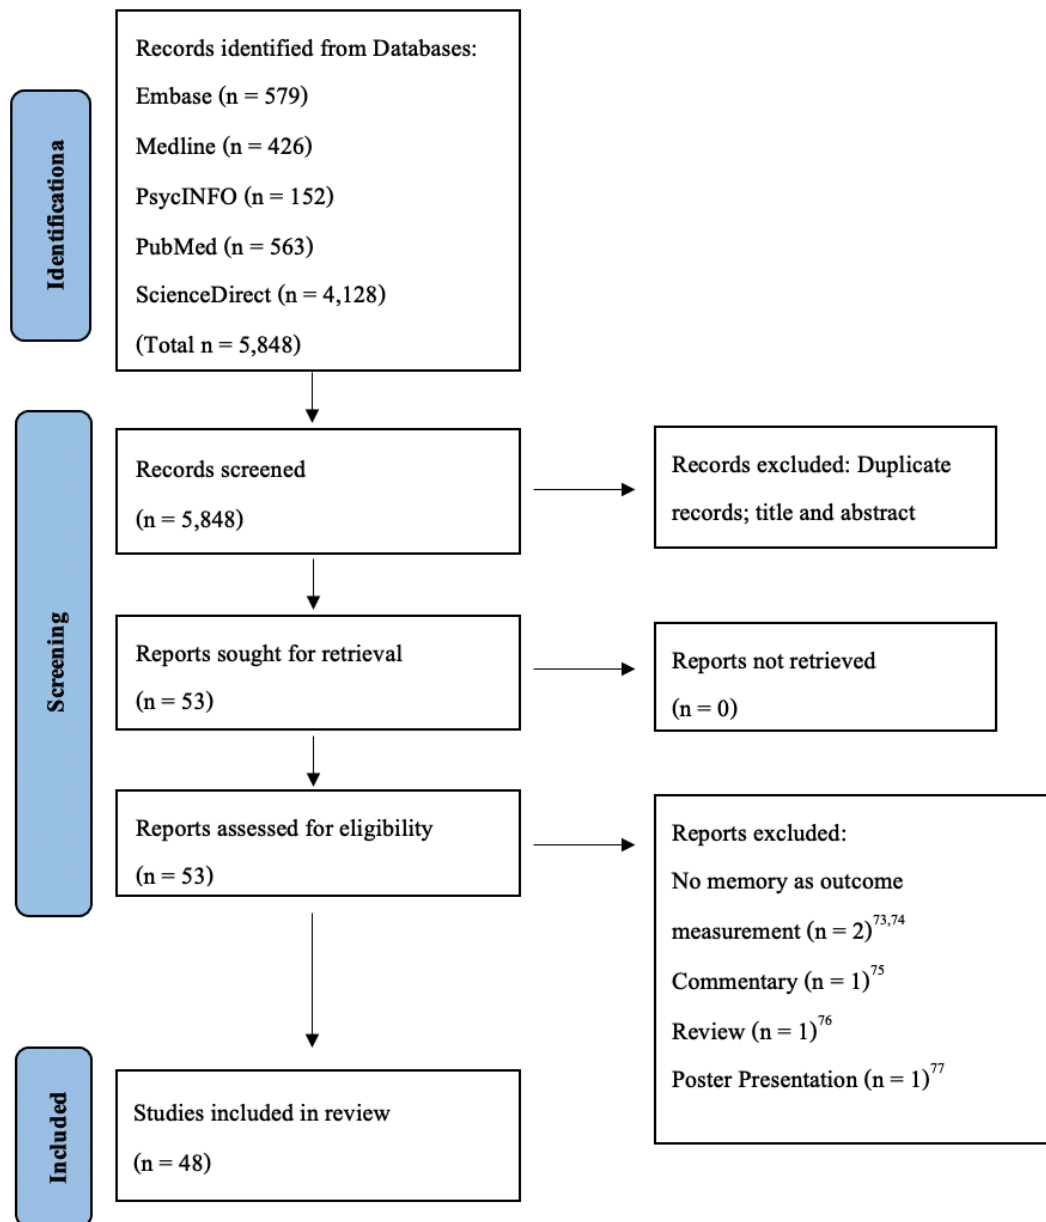 Identificationa
Records identified from Databases:
Embase (n = 579)
Medline (n = 426)
PsycINFO (n = 152)
PubMed (n = 563)
ScienceDirect (n = 4,128)
(Total n = 5,848)
Screening
Records screened
(n = 5,848)
Records excluded: Duplicate
records; title and abstract
Reports sought for retrieval
(n = 53)
Reports not retrieved
(n = 0)
Reports assessed for eligibility
(n = 53)
Reports excluded:
No memory as outcome
measurement (n = 2)73,74
Commentary (n = 1)75
Review (n = 1)76
Poster Presentation (n = 1)77
Included
Studies included in review
(n = 48)